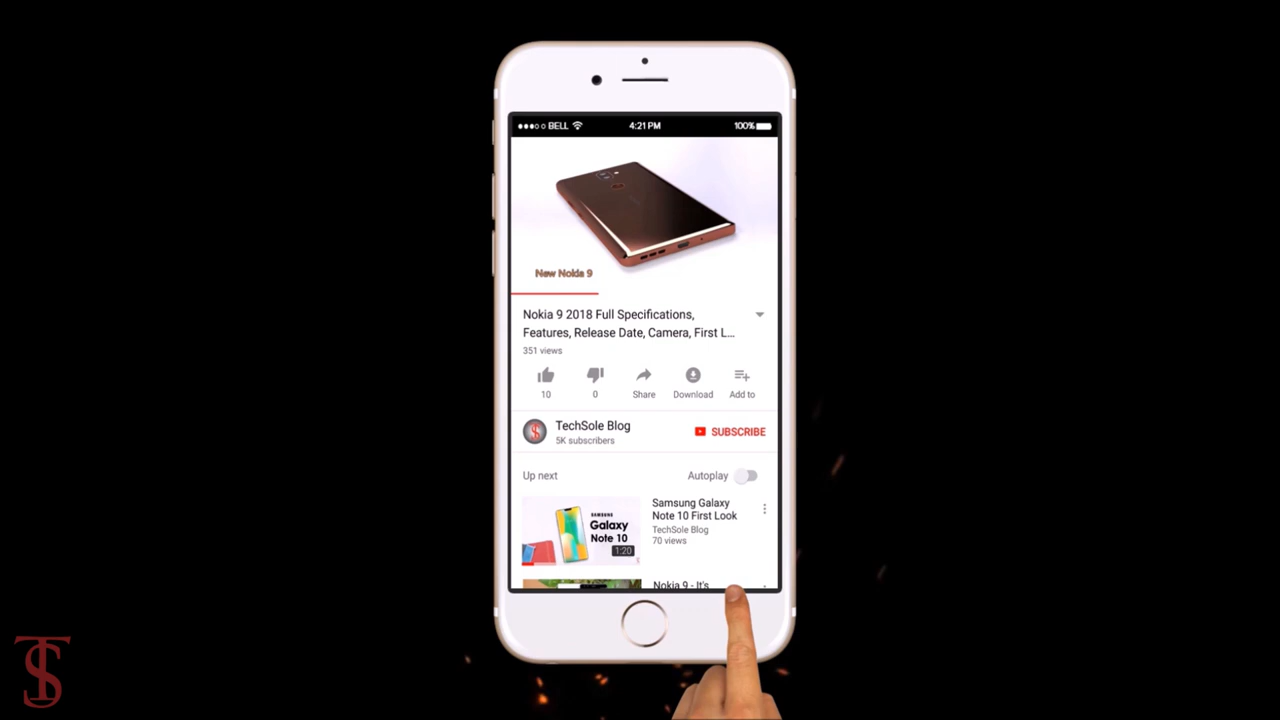 BELL
4:21 PM
100%
New Nokia 9
Nokia 9 2018 Full Specifications,
Features, Release Date, Camera, First L...
351 views
10
0
Share
Download
Add to
TechSole Blog
5K subscribers
SUBSCRIBE
Up next
Autoplay
SAMSUNG
Galaxy
Note 10
1:20
Samsung Galaxy
Note 10 First Look
TechSole Blog
70 views
Nokia 9 - It's
TS